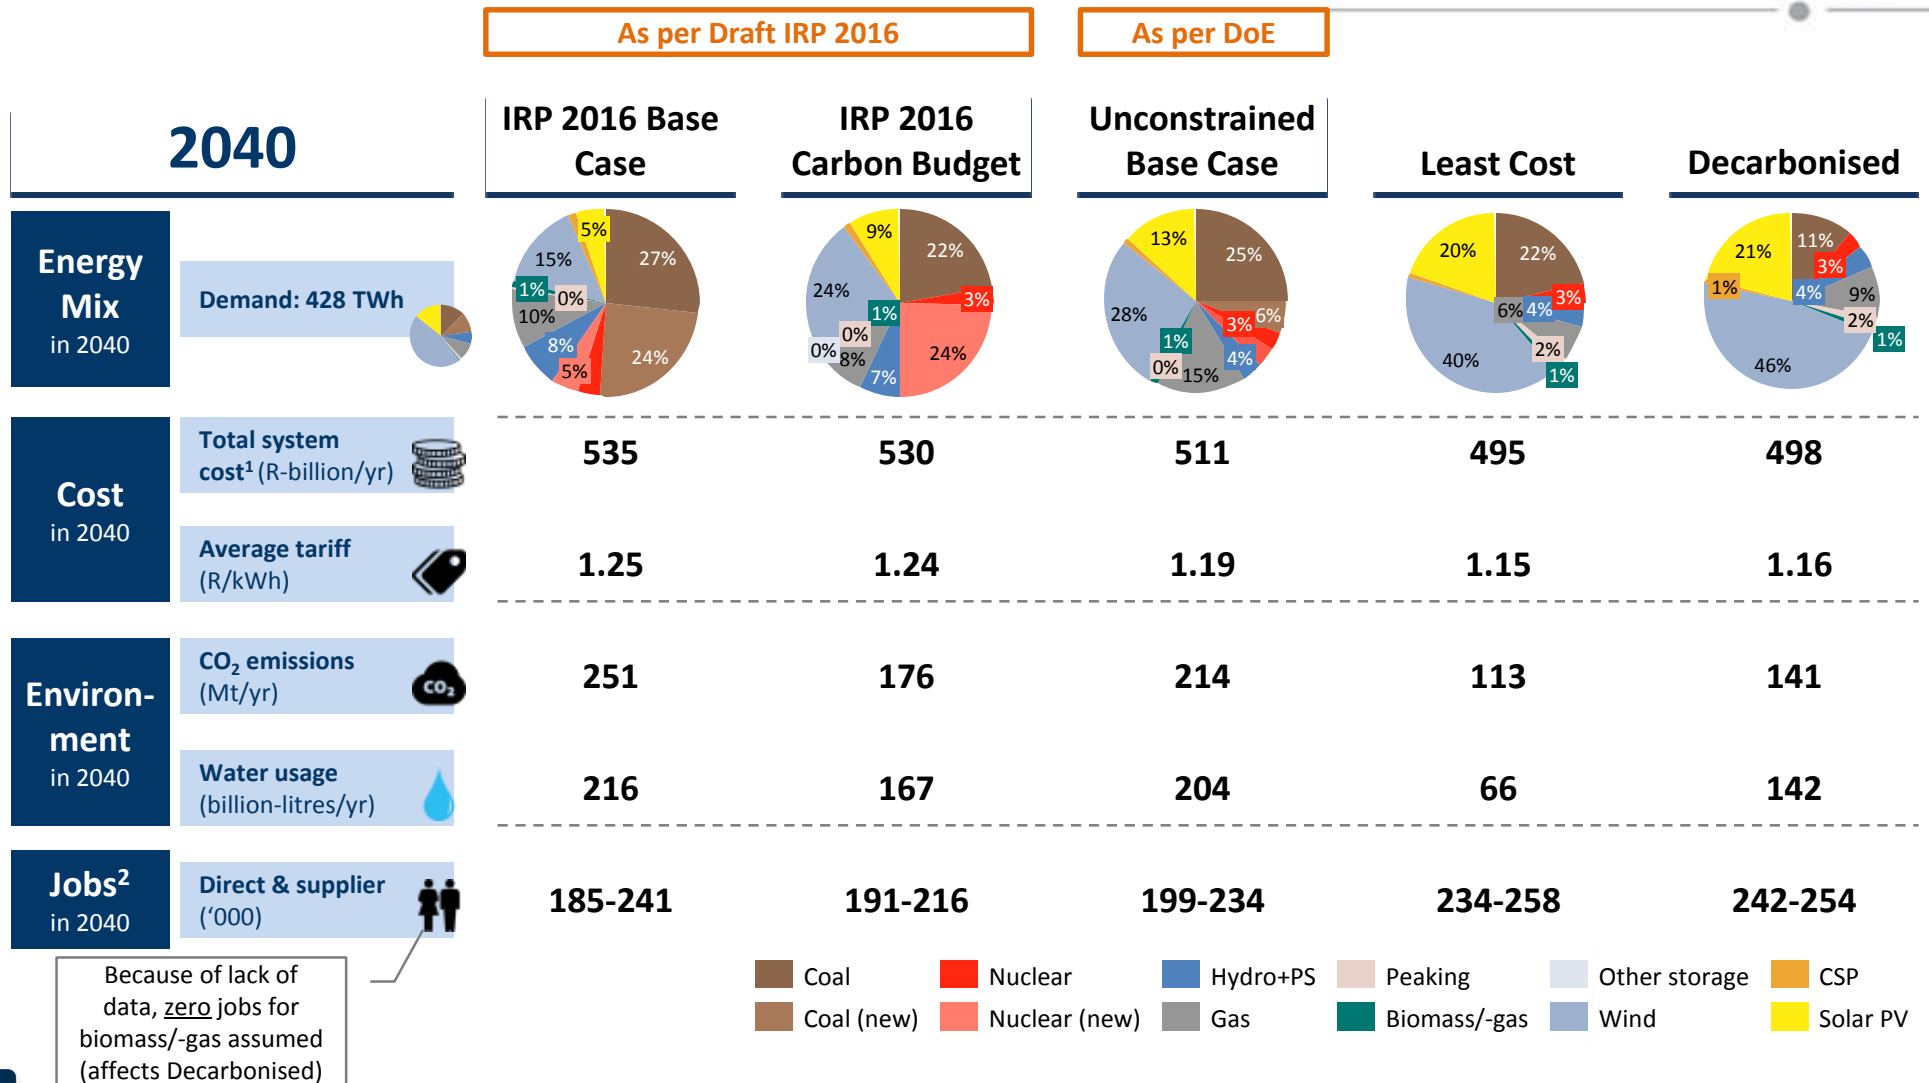 As per Draft IRP 2016
As per DoE
2040
IRP 2016 Base
Case
IRP 2016
Carbon Budget
Unconstrained
Base Case
Least Cost
Decarbonised
Energy
Mix
in 2040
Demand: 428 TWh
5%
27%
15%
1%
0%
10%
8%
5%
24%
9%
22%
24%
3%
1%
0%
0%
8%
7%
24%
13%
25%
28%
6%
3%
1%
4%
0%
15%
20%
22%
3%
6%
4%
40%
2%
1%
21%
11%
3%
1%
4%
9%
2%
1%
46%
Cost
in 2040
Total system
cost¹ (R-billion/yr)
535
530
511
495
498
Average tariff
(R/kWh)
1.25
1.24
1.19
1.15
1.16
Environ-
ment
in 2040
CO₂ emissions
(Mt/yr)
CO₂
251
176
214
113
141
Water usage
(billion-litres/yr)
216
167
204
66
142
Jobs²
in 2040
Direct & supplier
(‘000)
185-241
191-216
199-234
234-258
242-254
Because of lack of
data, zero jobs for
biomass/-gas assumed
(affects Decarbonised)
Coal
Nuclear
Hydro+PS
Peaking
Other storage
CSP
Coal (new)
Nuclear (new)
Gas
Biomass/-gas
Wind
Solar PV